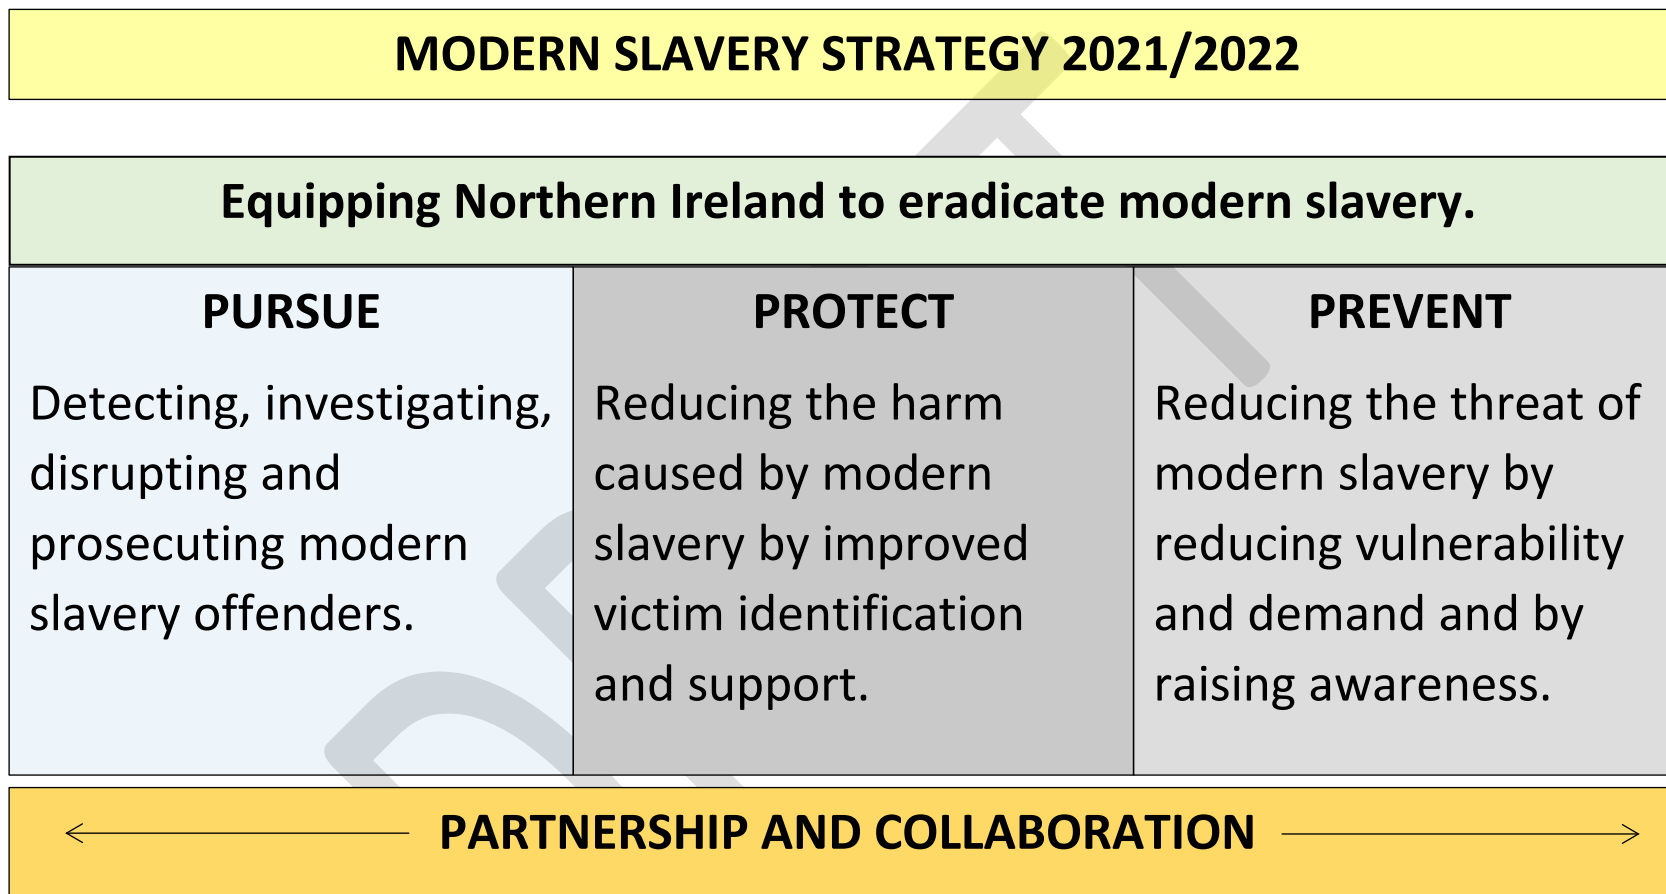 MODERN SLAVERY STRATEGY 2021/2022
Equipping Northern Ireland to eradicate modern slavery.
PURSUE
Detecting, investigating,
disrupting and
prosecuting modern
slavery offenders.
PROTECT
Reducing the harm
caused by modern
slavery by improved
victim identification
and support.
PREVENT
Reducing the threat of
modern slavery by
reducing vulnerability
and demand and by
raising awareness.
PARTNERSHIP AND COLLABORATION